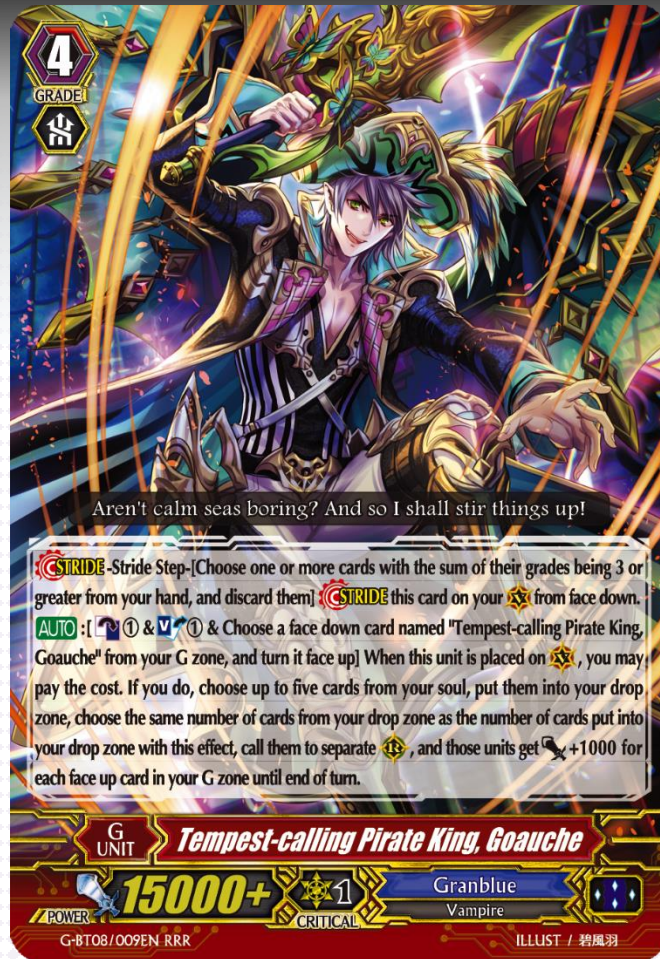 4
GRADE
Aren't calm seas boring? And so I shall stir things up!
STRIDE -Stride Step-[Choose one or more cards with the sum of their grades being 3 or
greater from your hand, and discard them] STRIDE this card on your V from face down.
AUTO :[ ① & V ① & Choose a face down card named "Tempest-calling Pirate King,
Goauche" from your G zone, and turn it face up] When this unit is placed on V , you may
pay the cost. If you do, choose up to five cards from your soul, put them into your drop
zone, choose the same number of cards from your drop zone as the number of cards put into
your drop zone with this effect, call them to separate R , and those units get +1000 for
each face up card in your G zone until end of turn.
G
UNIT
Tempest-calling Pirate King, Goauche
POWER 15000+ 1
CRITICAL
Granblue
Vampire
G-BT08/009EN RRR
ILLUST / 碧風羽